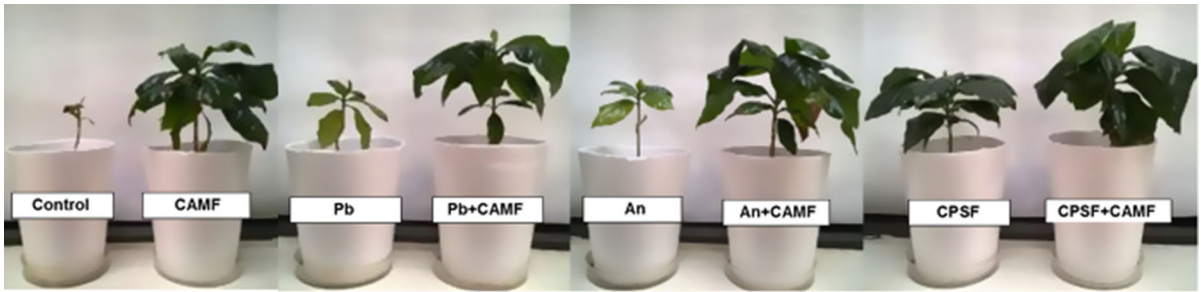 Control
CAMF
Pb
Pb+CAMF
An
An+CAMF
CPSF
CPSF+CAMF